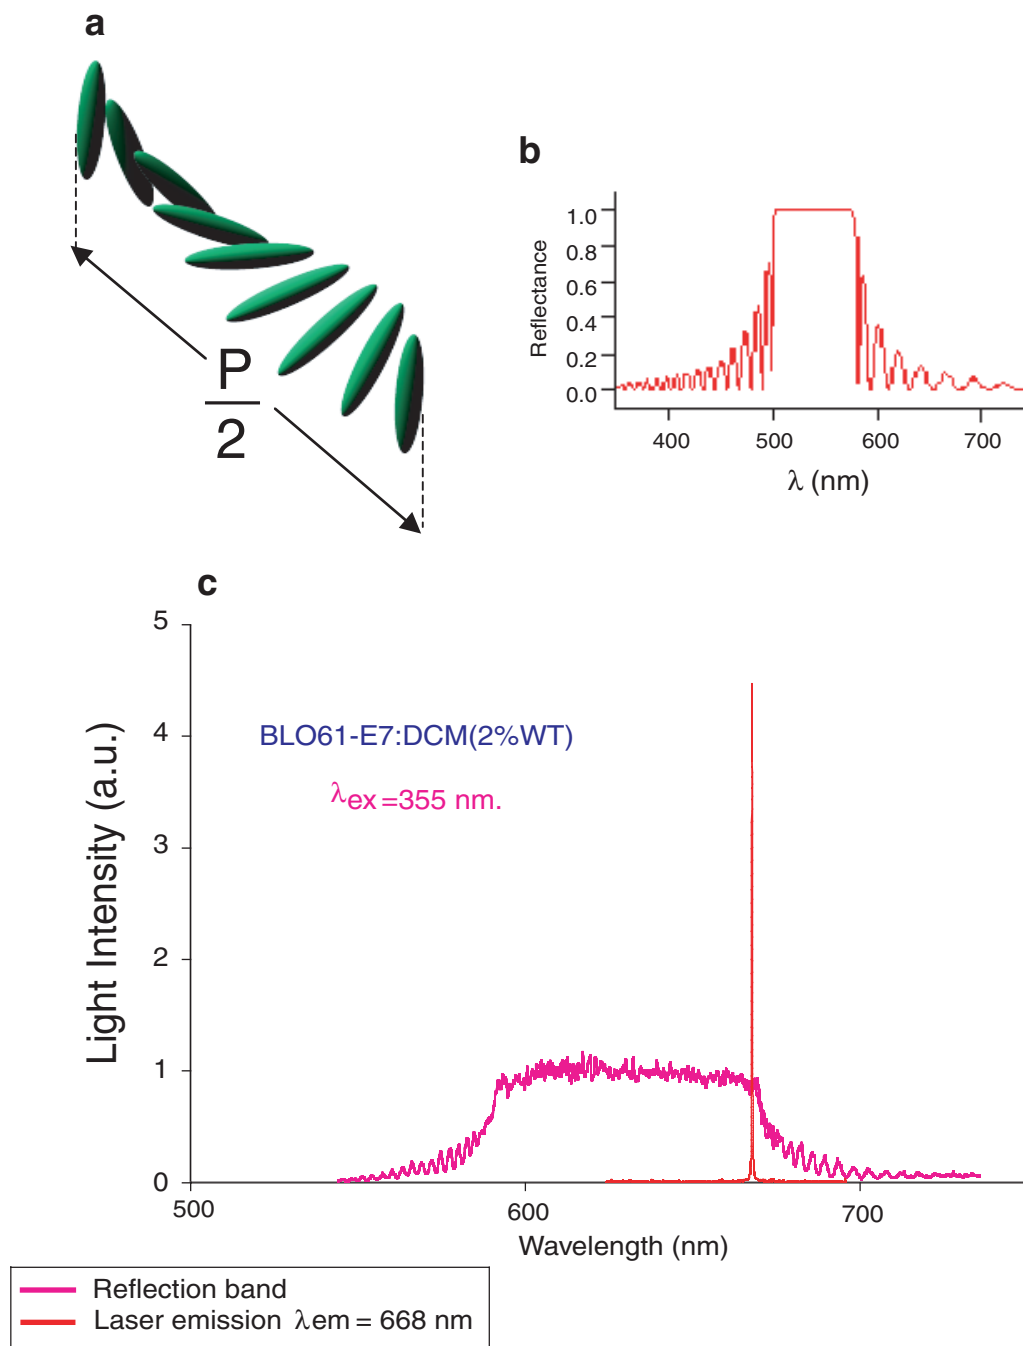 a
P
2
b
Reflectance
1.0
0.8
0.6
0.4
0.2
0.0
400 500 600 700
λ (nm)
c
Light Intensity (a.u.)
5
4
3
2
1
0
BLO61-E7:DCM(2%WT)
λex=355 nm.
500 600 700
Wavelength (nm)
Reflection band
Laser emission λem = 668 nm